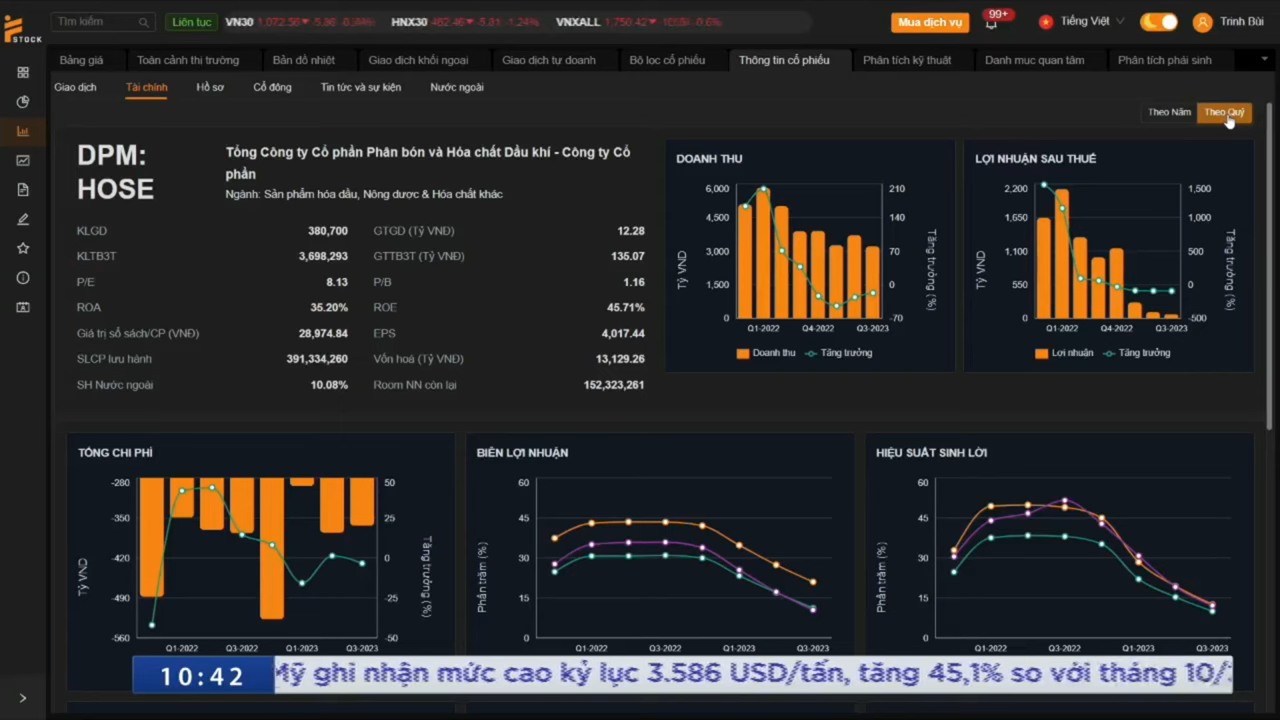 STOCK
Tìm kiếm
Liên tục
VN30
HNX30
VNXALL
Mua dịch vụ
99+
Tiếng Việt
Trinh Bùi
Bảng giá
Toàn cảnh thị trường
Bản đồ nhiệt
Giao dịch khối ngoại
Giao dịch tự doanh
Bộ lọc cổ phiếu
Thông tin cổ phiếu
Phân tích kỹ thuật
Danh mục quan tâm
Phân tích phái sinh
Giao dịch
Tài chính
Hồ sơ
Cổ đông
Tin tức và sự kiện
Nước ngoài
Theo Năm
Theo Quý
DPM:
HOSE
Tổng Công ty Cổ phần Phân bón và Hóa chất Dầu khí - Công ty Cổ
phần
Ngành: Sản phẩm hóa dầu, Nông dược & Hóa chất khác
KLGD 380,700 GTGD (Tỷ VNĐ) 12.28
KLTB3T 3,698,293 GTTB3T (Tỷ VNĐ) 135.07
P/E 8.13 P/B 1.16
ROA 35.20% ROE 45.71%
Giá trị sổ sách/CP (VNĐ) 28,974.84 EPS 4,017.44
SLCP lưu hành 391,334,260 Vốn hoá (Tỷ VNĐ) 13,129.26
SH Nước ngoài 10.08% Room NN còn lại 152,323,261
DOANH THU
6,000 210
4,500 140
3,000 70
1,500 0
0 -70
Tỷ VND
Tăng trưởng (%)
Q1-2022 Q4-2022 Q3-2023
Doanh thu Tăng trưởng
LỢI NHUẬN SAU THUẾ
2,200 1,500
1,650 1,000
1,100 500
550 0
0 -500
Tỷ VND
Tăng trưởng (%)
Q1-2022 Q4-2022 Q3-2023
Lợi nhuận Tăng trưởng
TỔNG CHI PHÍ
-280 50
-350 25
-420 0
-490 -25
-560 -50
Tỷ VND
Tăng trưởng (%)
Q1-2022 Q3-2022 Q1-2023 Q3-2023
BIÊN LỢI NHUẬN
60
45
30
15
0
Phần trăm (%)
Q1-2022 Q3-2022 Q1-2023 Q3-2023
HIỆU SUẤT SINH LỜI
60
45
30
15
0
Phần trăm (%)
Q1-2022 Q3-2022 Q1-2023 Q3-2023
10:42 Mỹ ghi nhận mức cao kỷ lục 3.586 USD/tấn, tăng 45,1% so với tháng 10/